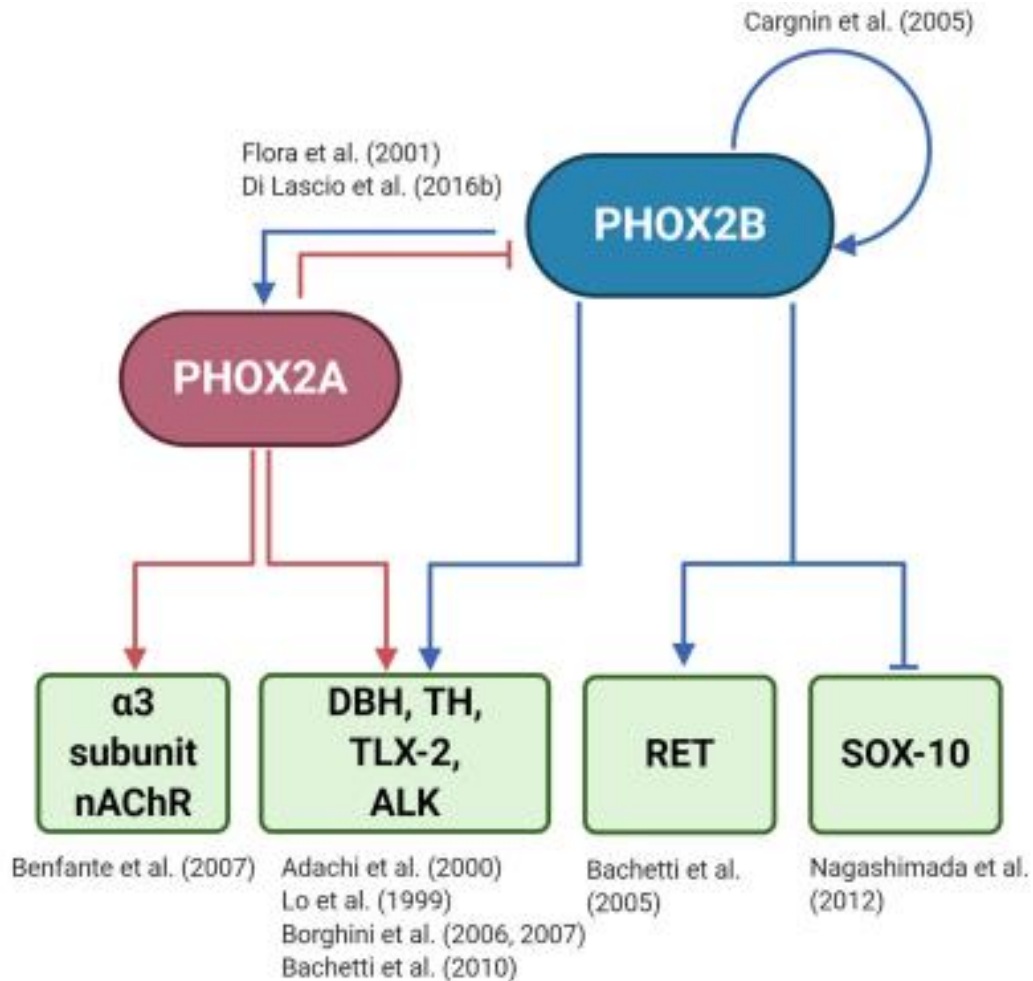 Cargnin et al. (2005)
Flora et al. (2001)
Di Lascio et al. (2016b)
PHOX2B
PHOX2A
α3
subunit
nAChR
DBH, TH,
TLX-2,
ALK
RET
SOX-10
Benfante et al. (2007)
Adachi et al. (2000)
Lo et al. (1999)
Borghini et al. (2006, 2007)
Bachetti et al. (2010)
Bachetti et al.
(2005)
Nagashimada et al.
(2012)